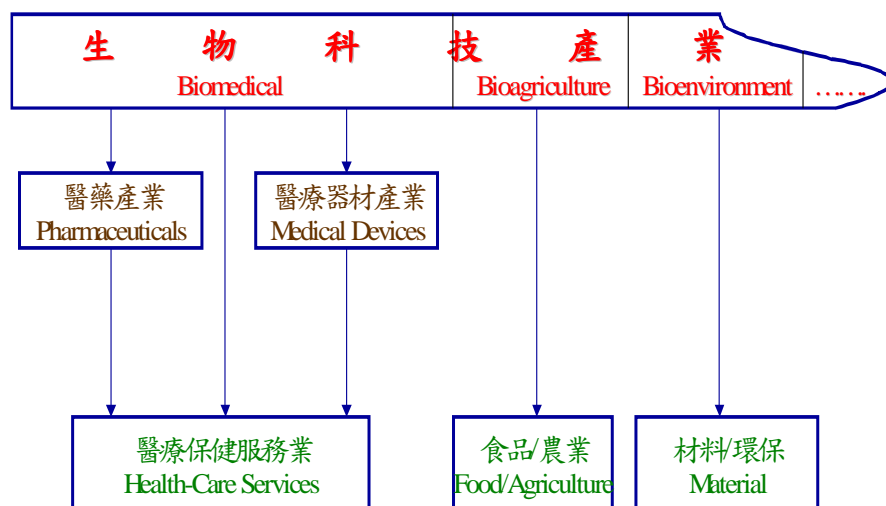 生 物 科 技 產 業
Biomedical
Bioagriculture
Bioenvironment
…….
醫藥產業
Pharmaceuticals
醫療器材產業
Medical Devices
醫療保健服務業
Health-Care Services
食品/農業
Food/Agriculture
材料/環保
Material